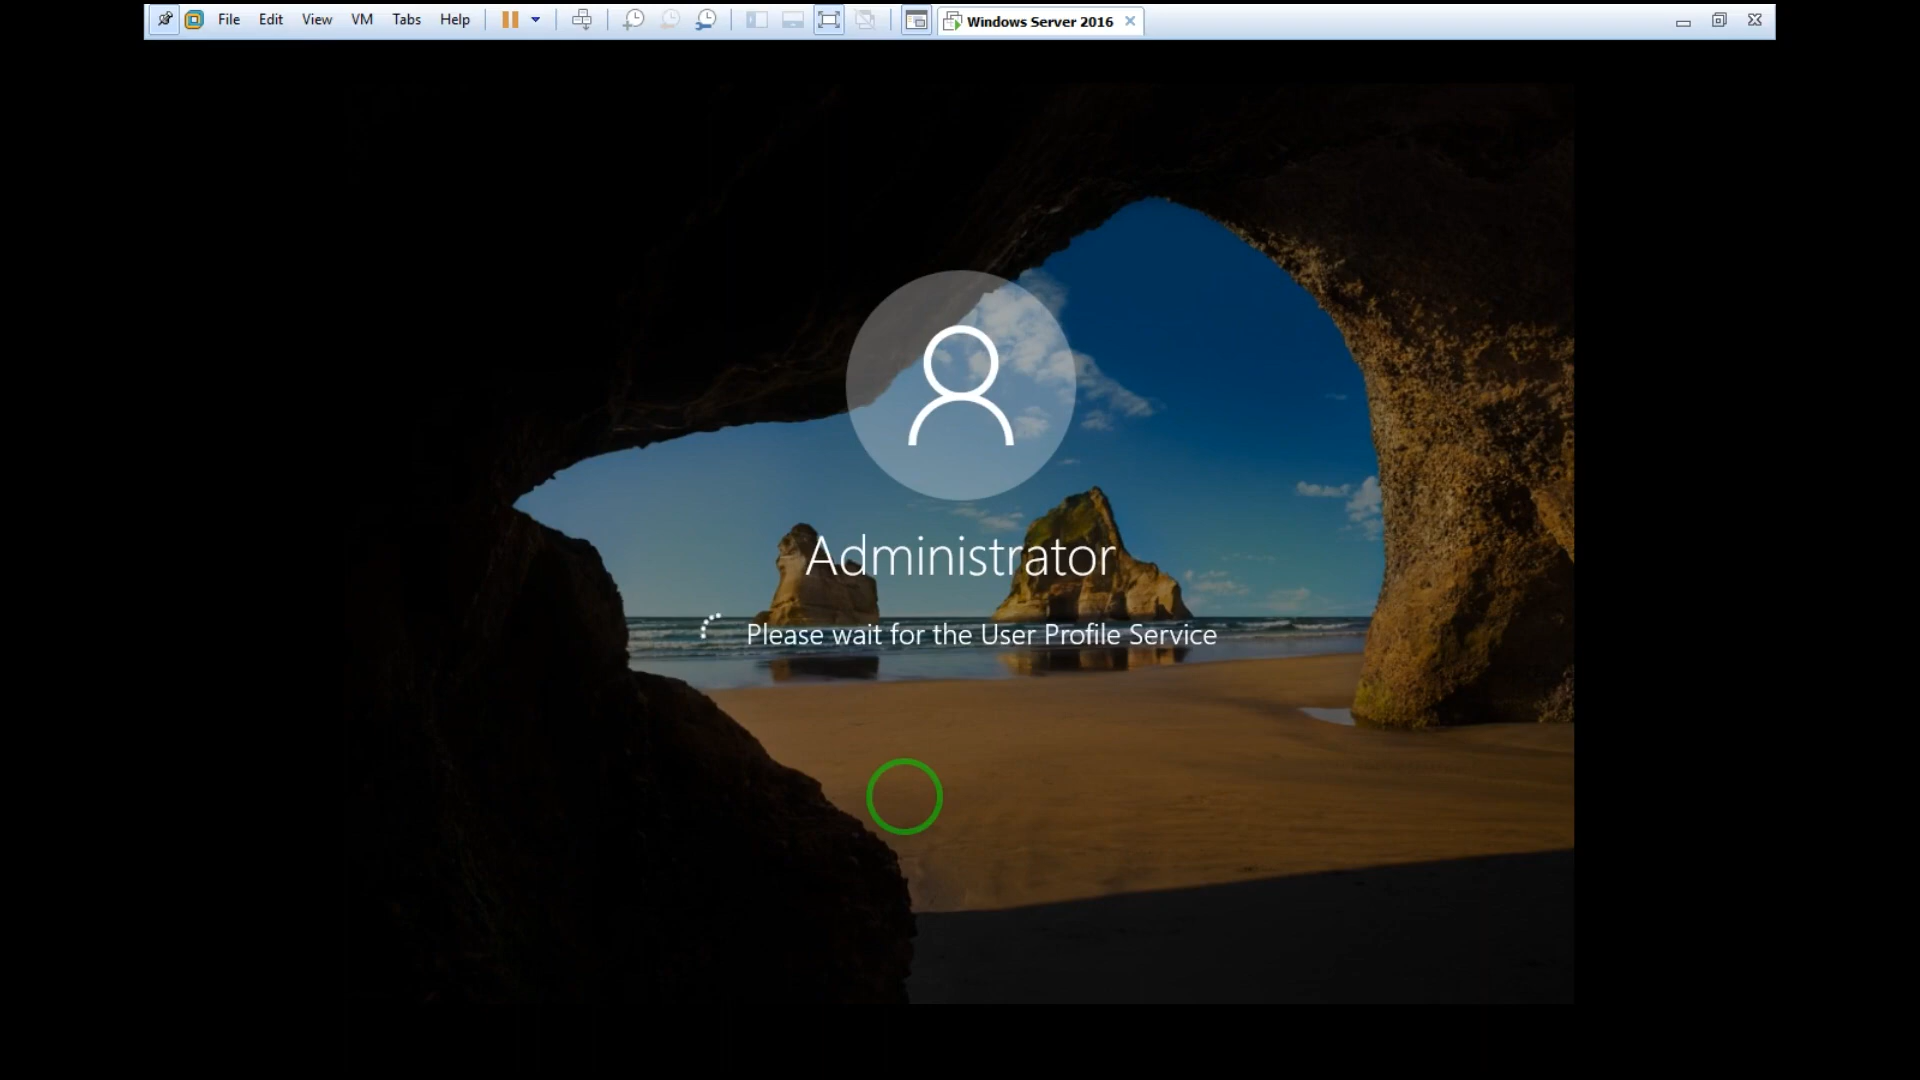 File Edit View VM Tabs Help Windows Server 2016
Administrator
Please wait for the User Profile Service